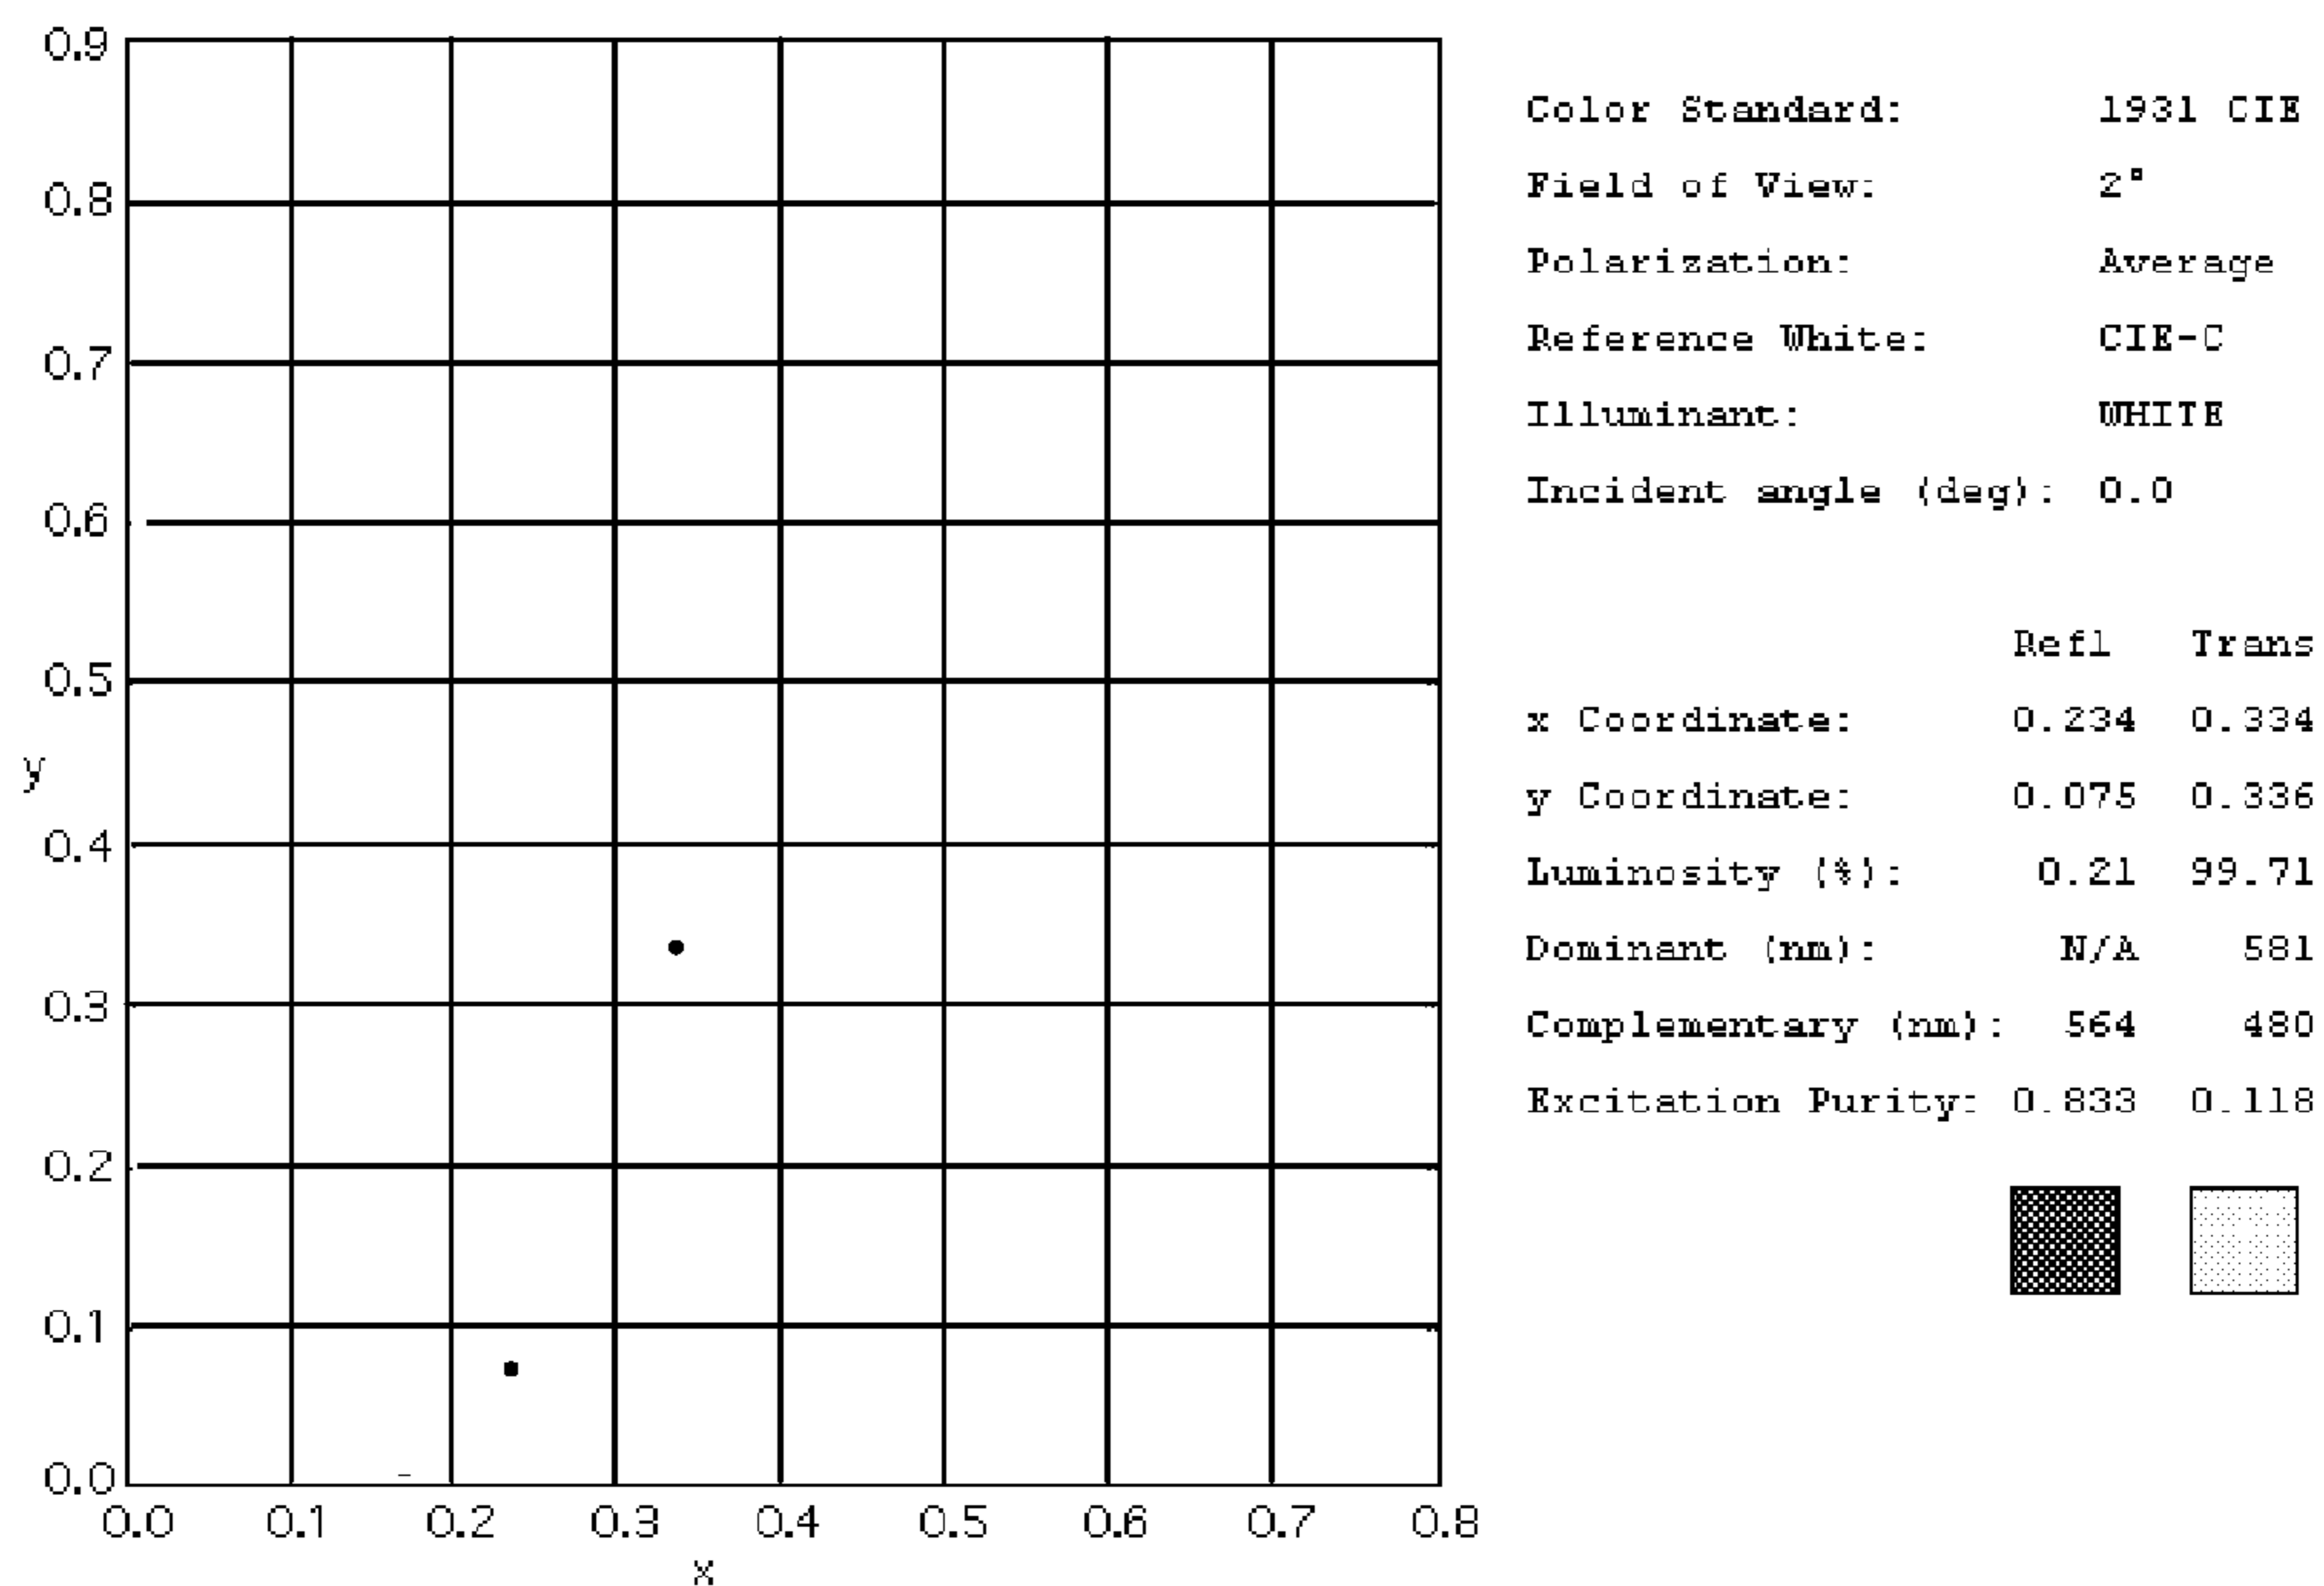 0.9
0.8
0.7
0.6
0.5
y
0.4
0.3
0.2
0.1
0.0
0.0 0.1 0.2 0.3 0.4 0.5 0.6 0.7 0.8
x
Color Standard: 1931 CIE
Field of View: 2°
Polarization: Average
Reference White: CIE-C
Illuminant: WHITE
Incident angle (deg): 0.0
Refl Trans
x Coordinate: 0.234 0.334
y Coordinate: 0.075 0.336
Luminosity (%): 0.21 99.71
Dominant (nm): N/A 581
Complementary (nm): 564 480
Excitation Purity: 0.833 0.118